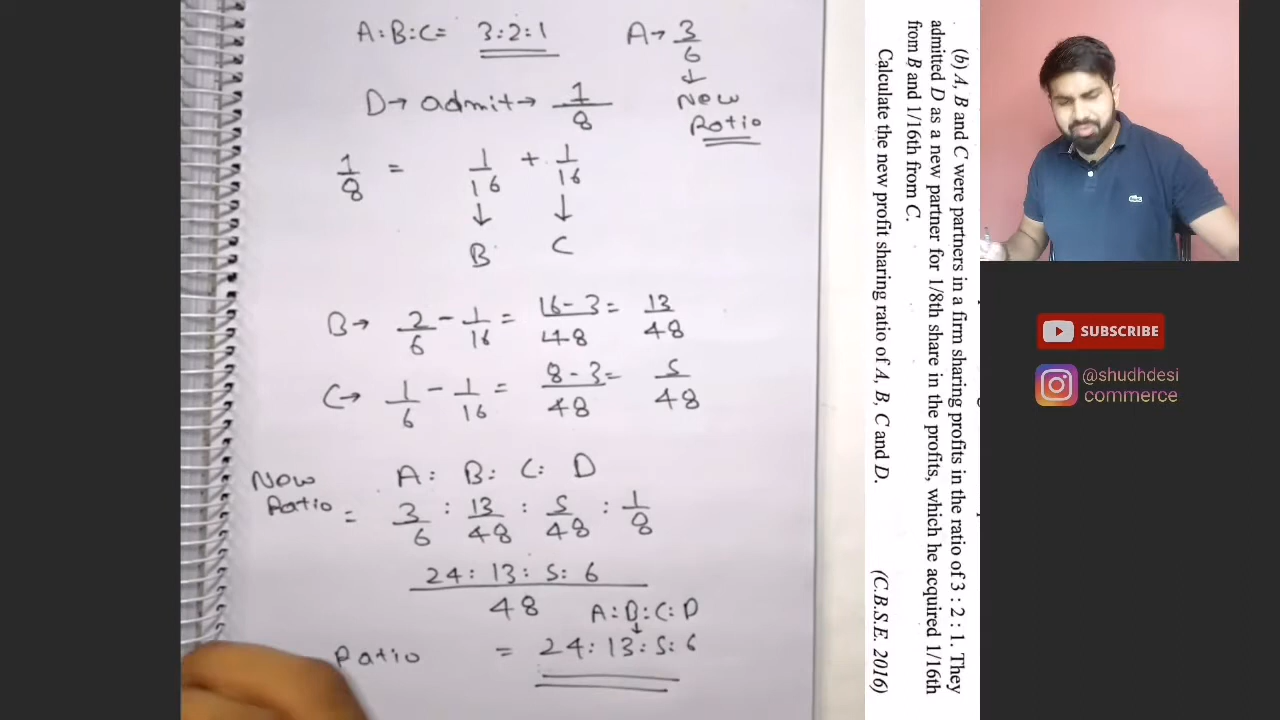 A:B:C= 3:2:1
A→ 3/6
↓
New
Ratio
D→ admit→ 1/8
1/8 = 1/16 + 1/16
↓ ↓
B C
B→ 2/6 - 1/16 = 16-3/48 = 13/48
C→ 1/6 - 1/16 = 8-3/48 = 5/48
New
Ratio =
A: B: C: D
3/6 : 13/48 : 5/48 : 1/8
24: 13: 5: 6
48
A:B:C:D
↓
Ratio = 24:13:5:6
(b) A, B and C were partners in a firm sharing profits in the ratio of 3 : 2 : 1. They
admitted D as a new partner for 1/8th share in the profits, which he acquired 1/16th
from B and 1/16th from C.
Calculate the new profit sharing ratio of A, B, C and D. (C.B.S.E. 2016)
SUBSCRIBE
@shudhdesi
commerce